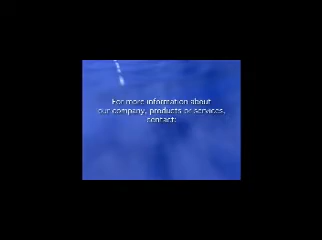 For more information about
our company, products or services,
contact: